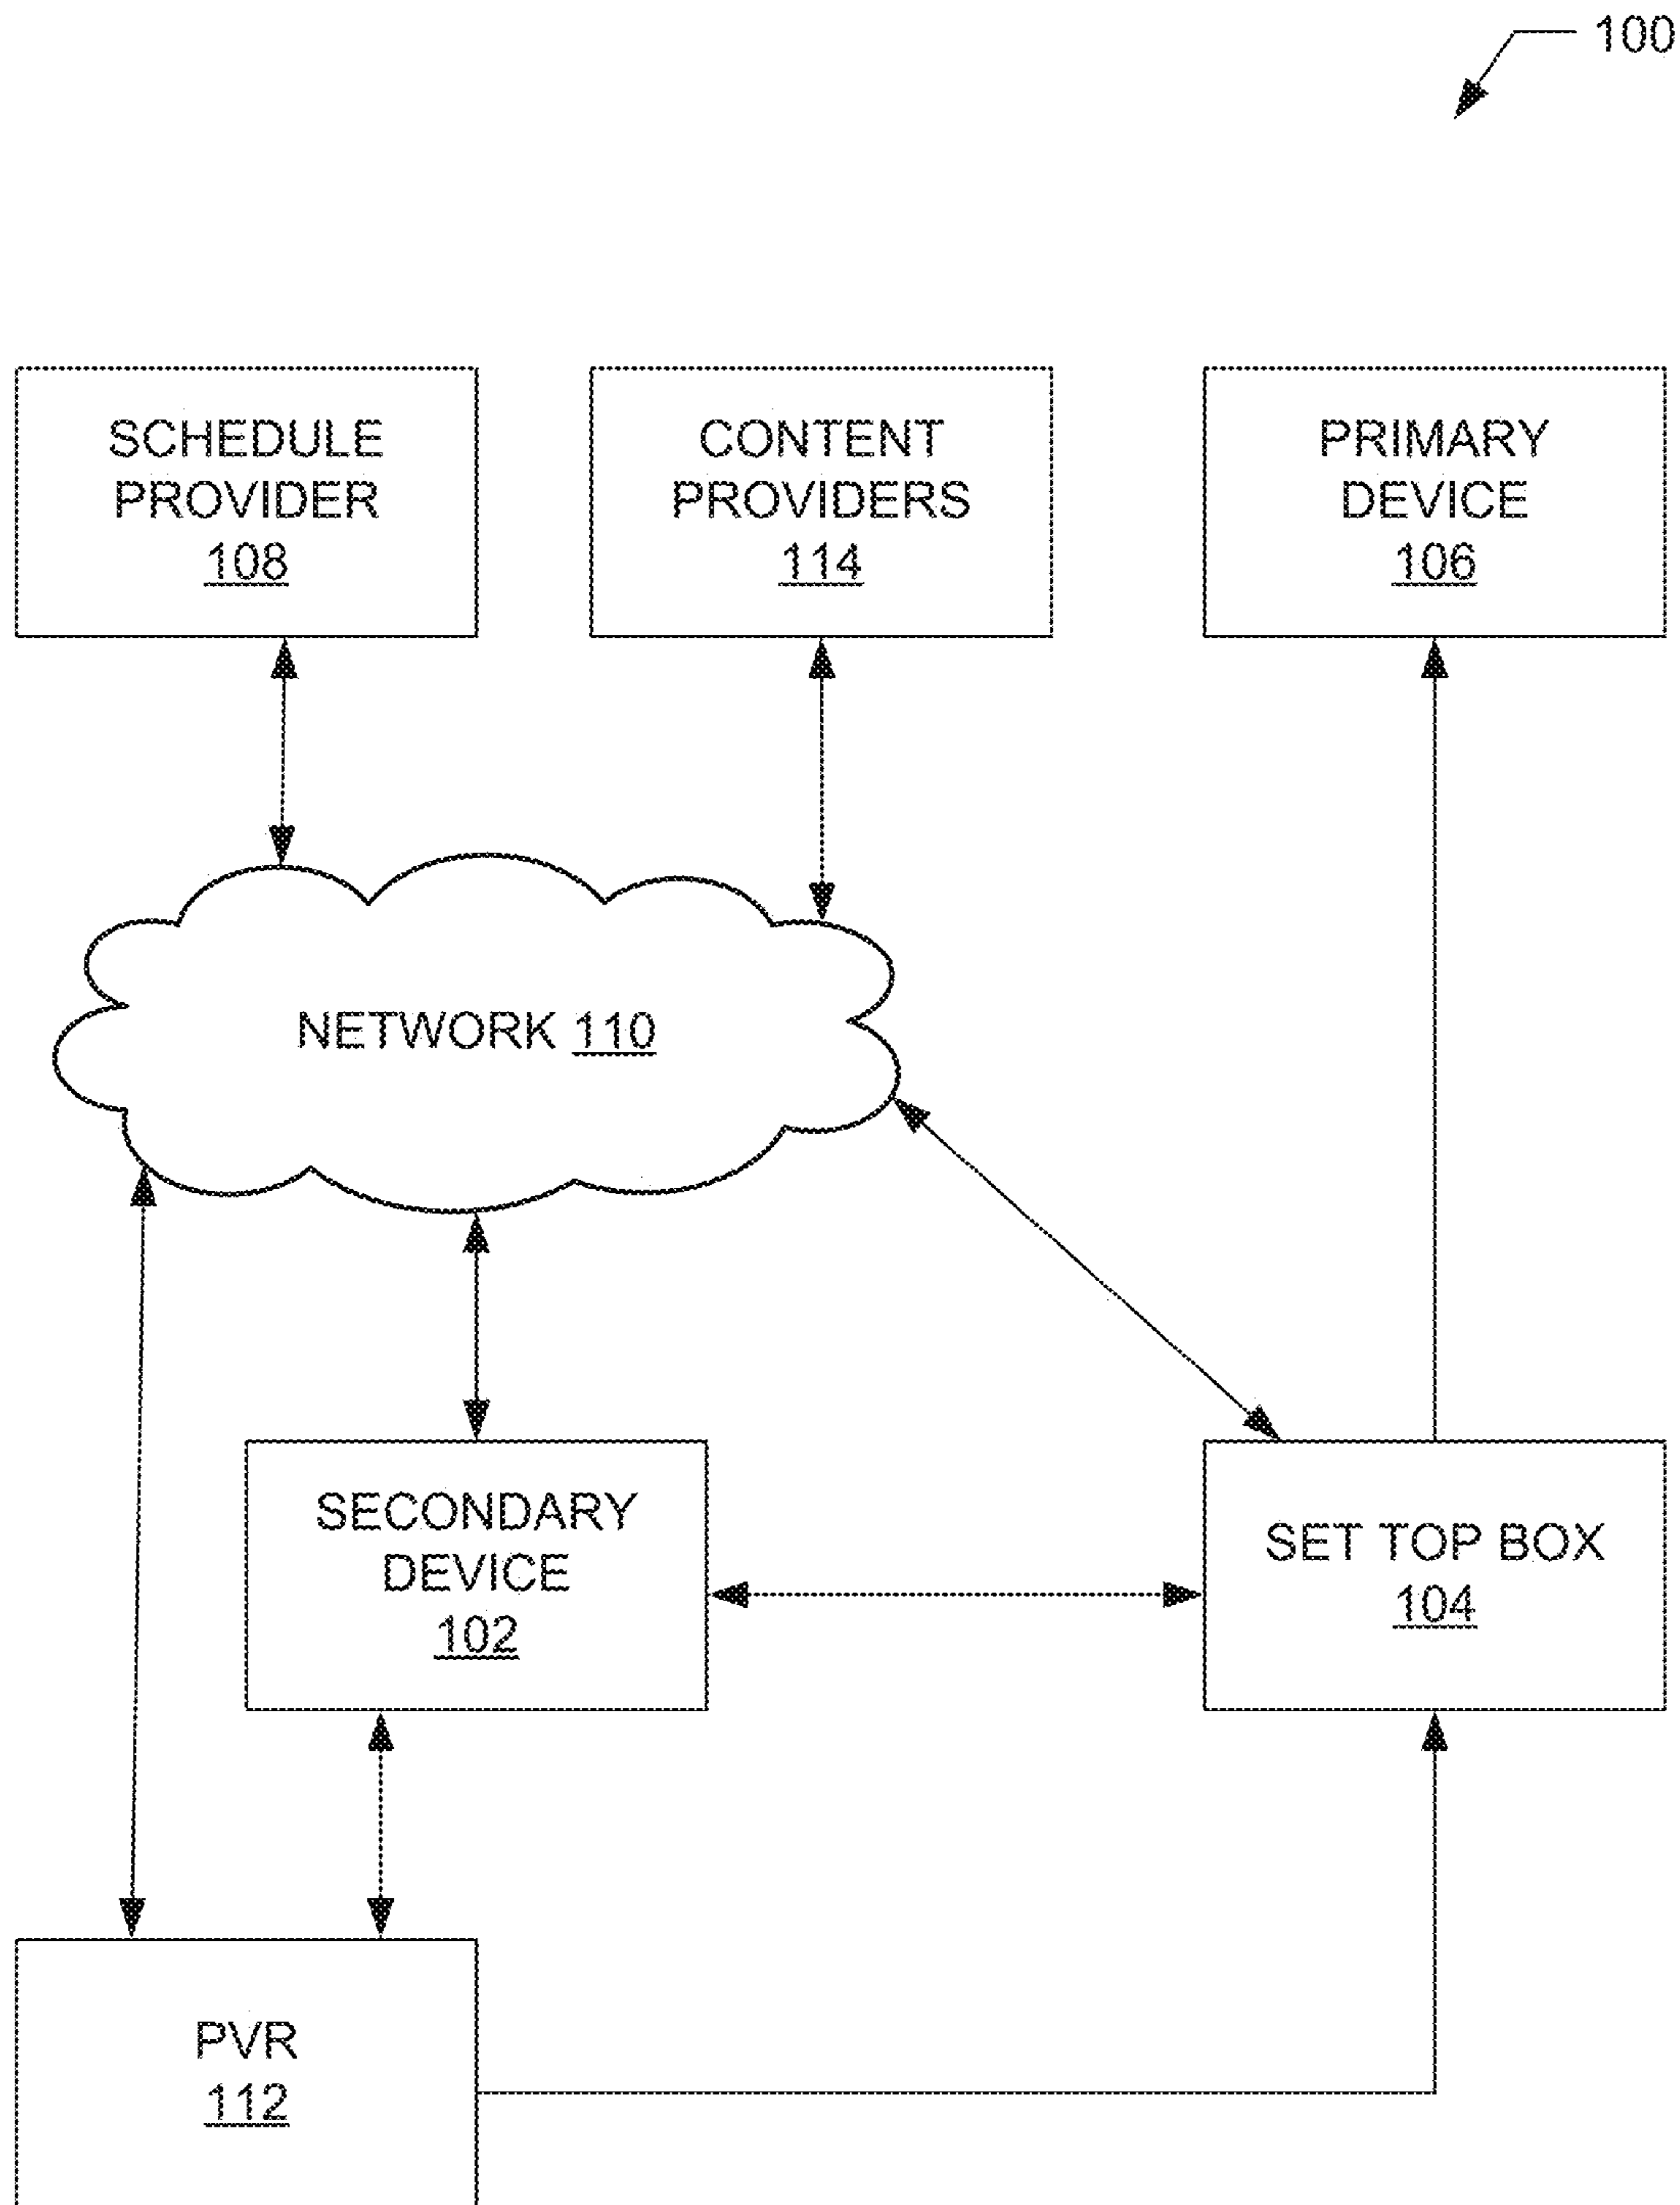 100
SCHEDULE
PROVIDER
108
CONTENT
PROVIDERS
114
PRIMARY
DEVICE
106
NETWORK 110
SECONDARY
DEVICE
102
SET TOP BOX
104
PVR
112